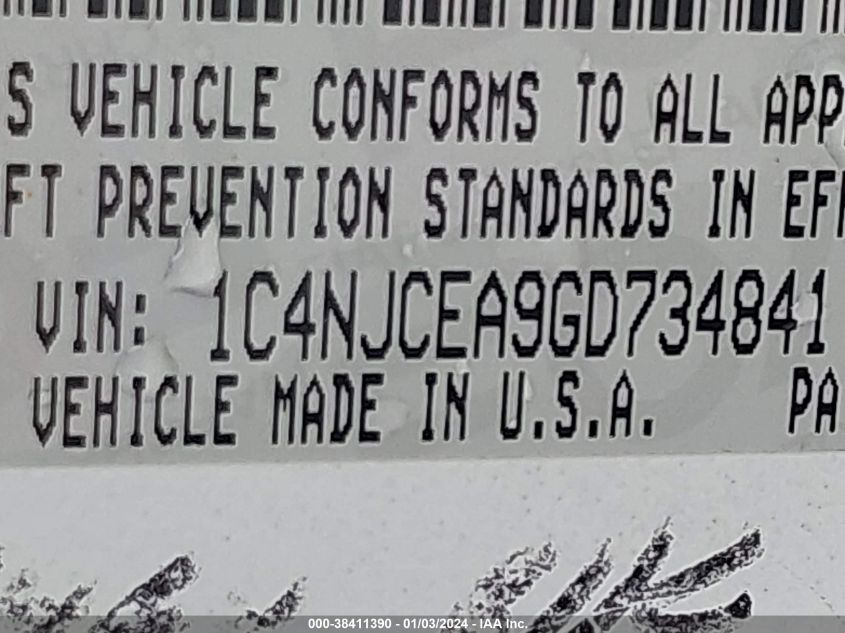 S VEHICLE CONFORMS TO ALL APP
FT PREVENTION STANDARDS IN EF
VIN: 1C4NJCEA9GD734841
VEHICLE MADE IN U.S.A. PA
000-38411390 - 01/03/2024 - IAA Inc.